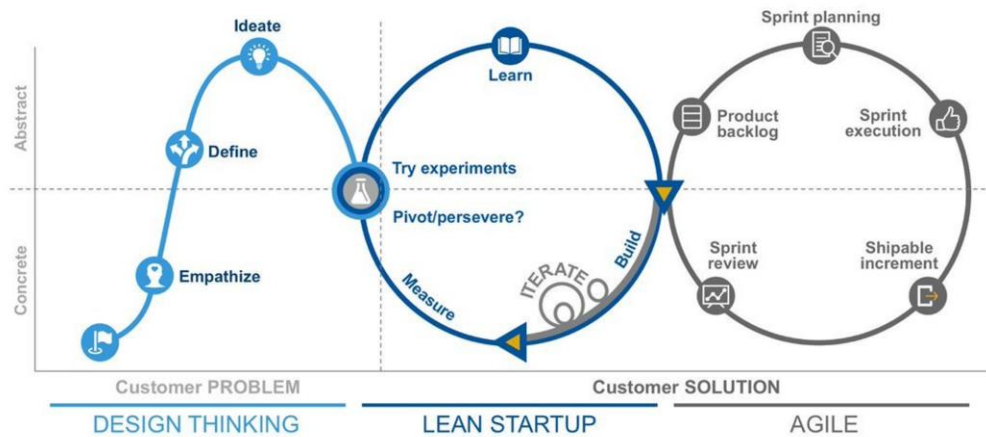 Ideate
Sprint planning
Abstract
Learn
Product
backlog
Sprint
execution
Define
Try experiments
Pivot/persevere?
Concrete
Empathize
Measure
ITERATE
Build
Sprint
review
Shipable
increment
Customer PROBLEM
Customer SOLUTION
DESIGN THINKING
LEAN STARTUP
AGILE